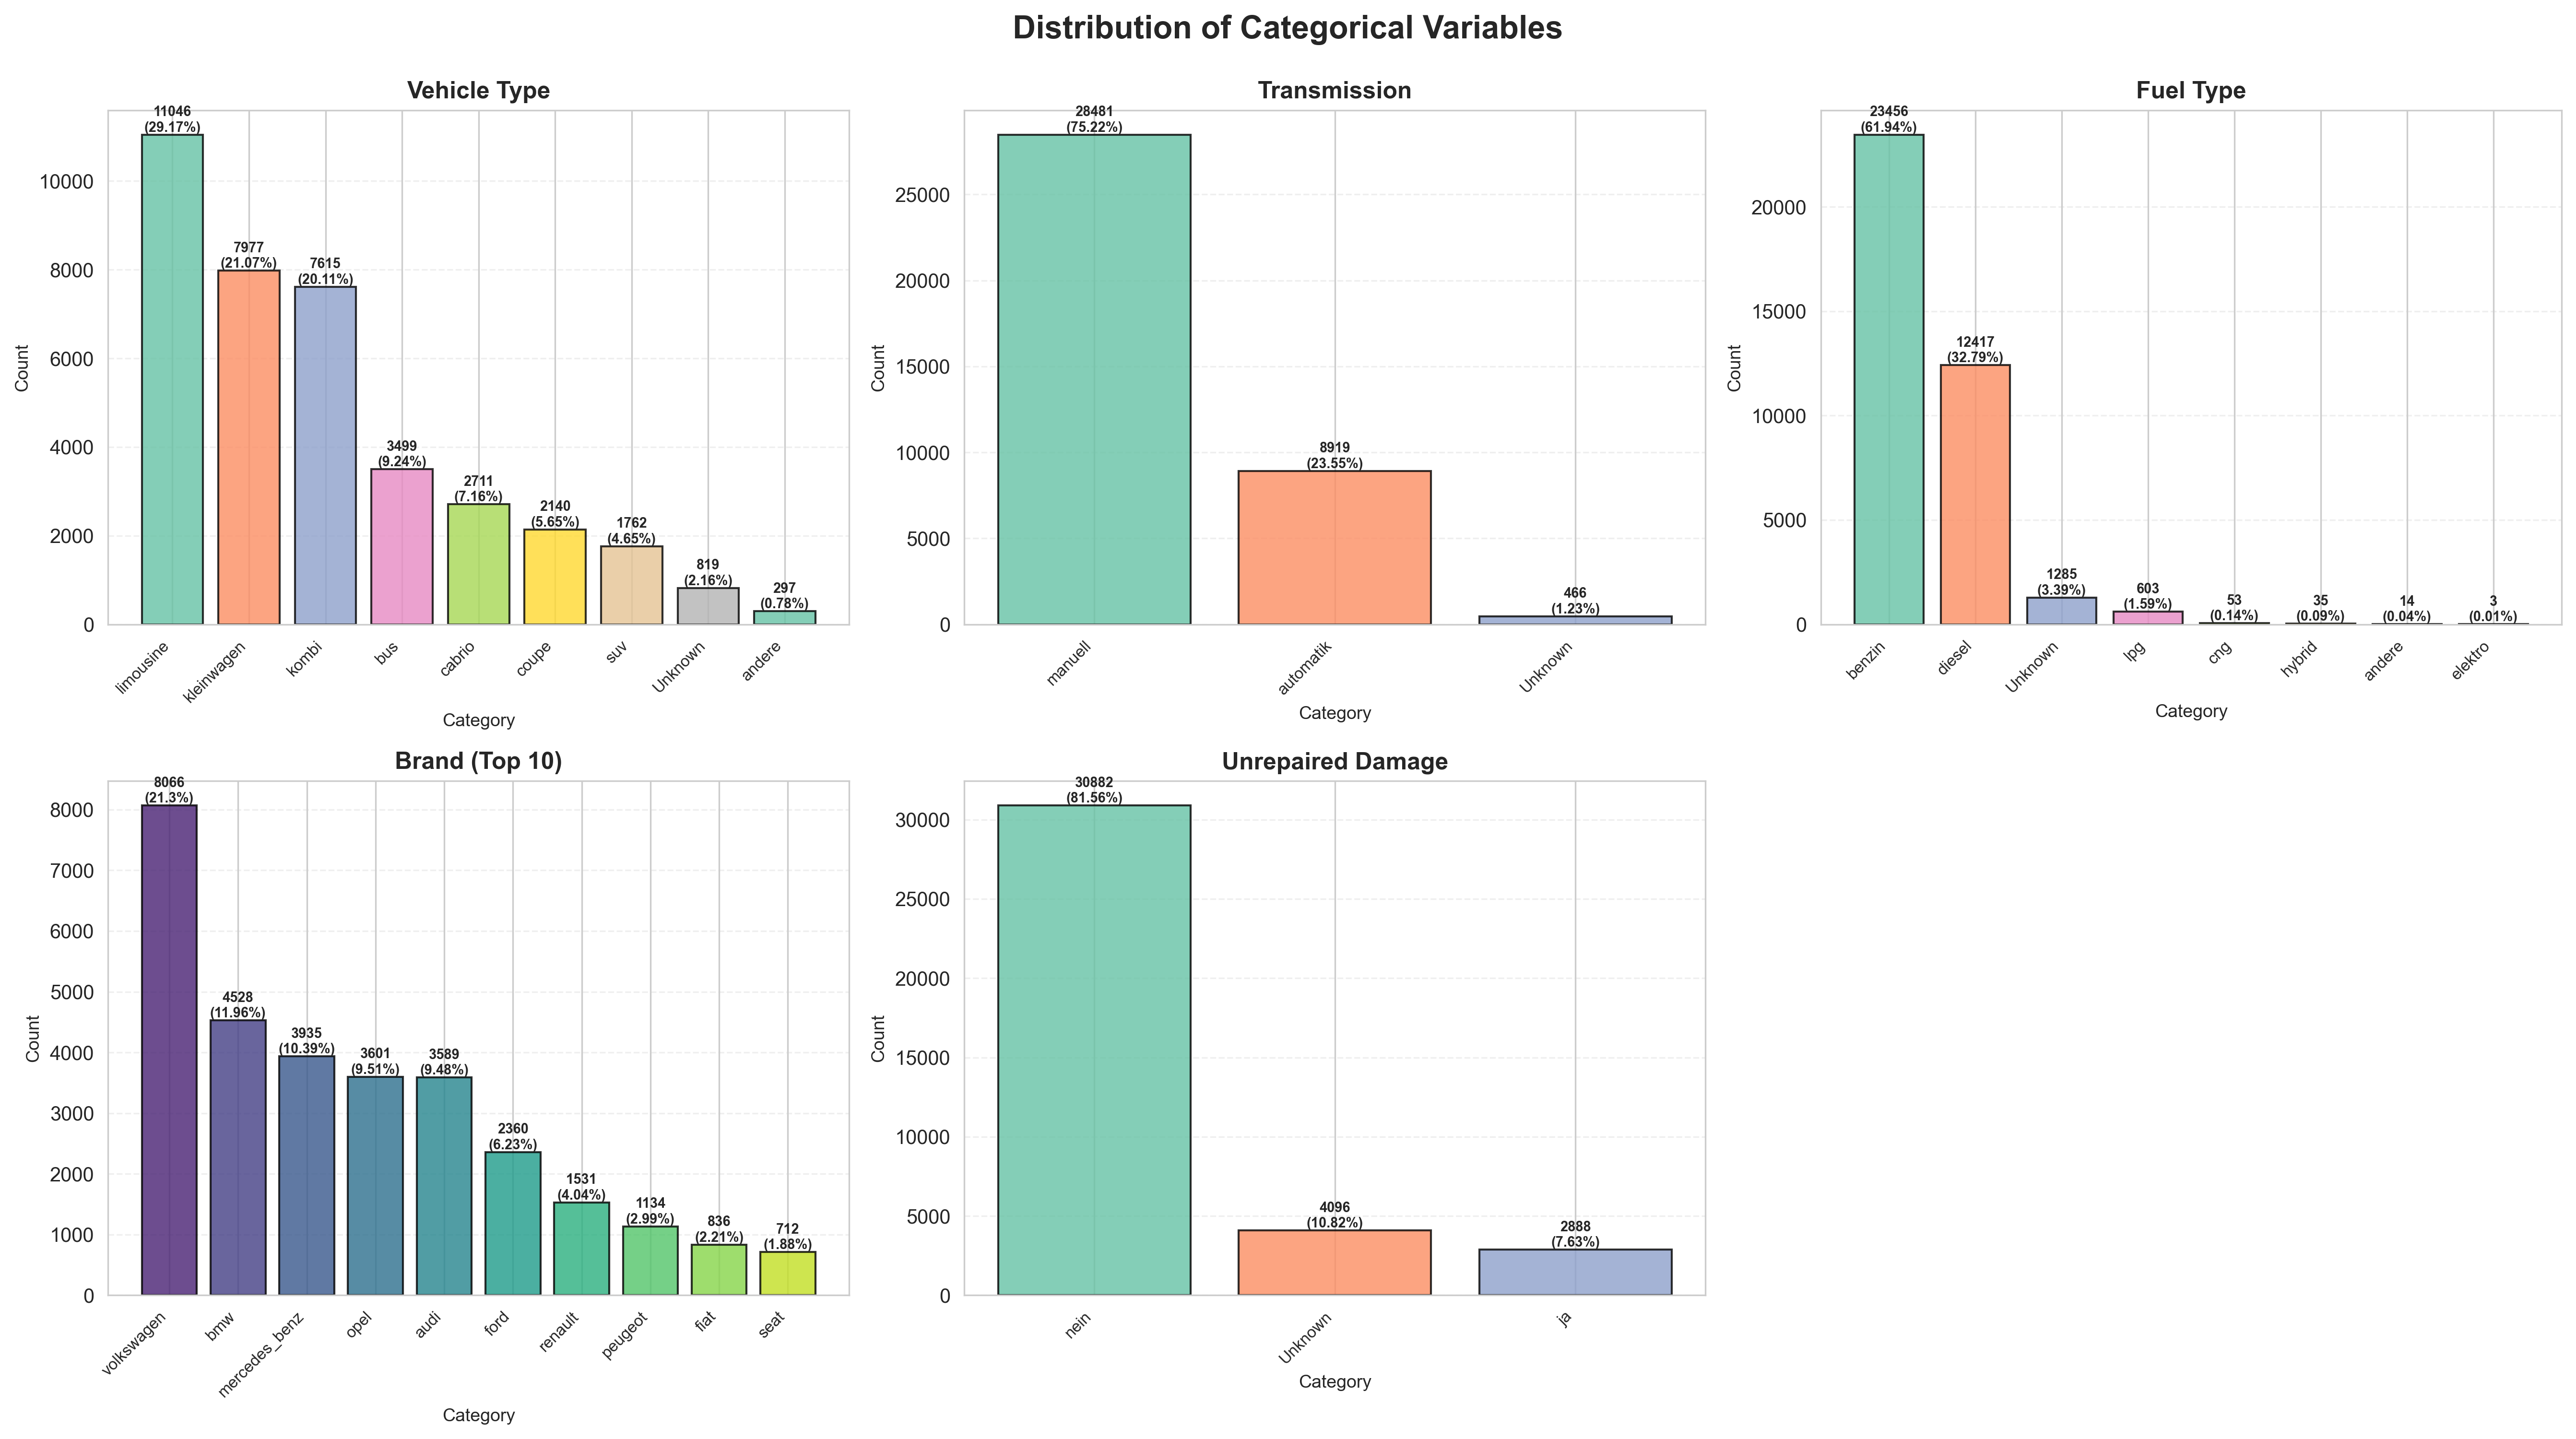 Distribution of Categorical Variables
Vehicle Type
11046
(29.17%)
7977
(21.07%)
7615
(20.11%)
3499
(9.24%)
2711
(7.16%)
2140
(5.65%)
1762
(4.65%)
819
(2.16%)
297
(0.78%)
10000
8000
6000
4000
2000
0
Count
limousine
kleinwagen
kombi
bus
cabrio
coupe
suv
Unknown
andere
Category
Transmission
28481
(75.22%)
8919
(23.55%)
466
(1.23%)
25000
20000
15000
10000
5000
0
Count
manuell
automatik
Unknown
Category
Fuel Type
23456
(61.94%)
12417
(32.79%)
1285
(3.39%)
603
(1.59%)
53
(0.14%)
35
(0.09%)
14
(0.04%)
3
(0.01%)
20000
15000
10000
5000
0
Count
benzin
diesel
Unknown
lpg
cng
hybrid
andere
elektro
Category
Brand (Top 10)
8066
(21.3%)
4528
(11.96%)
3935
(10.39%)
3601
(9.51%)
3589
(9.48%)
2360
(6.23%)
1531
(4.04%)
1134
(2.99%)
836
(2.21%)
712
(1.88%)
8000
7000
6000
5000
4000
3000
2000
1000
0
Count
volkswagen
bmw
mercedes_benz
opel
audi
ford
renault
peugeot
fiat
seat
Category
Unrepaired Damage
30882
(81.56%)
4096
(10.82%)
2888
(7.63%)
30000
25000
20000
15000
10000
5000
0
Count
nein
Unknown
ja
Category